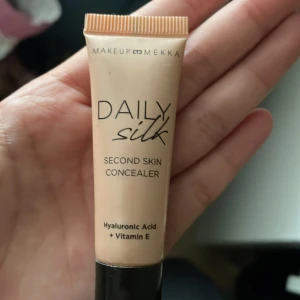 MAKEUP MEKKA
DAILY
silk
SECOND SKIN
CONCEALER
Hyaluronic Acid
+ Vitamin E